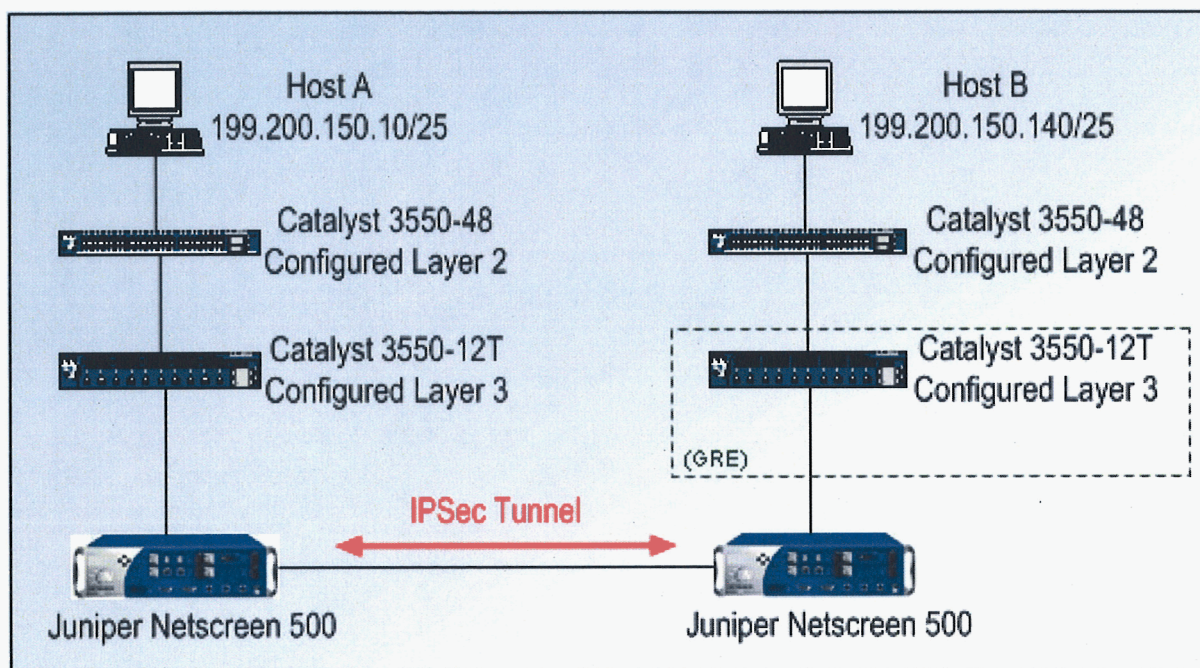 Host A
199.200.150.10/25
Host B
199.200.150.140/25
Catalyst 3550-48
Configured Layer 2
Catalyst 3550-48
Configured Layer 2
Catalyst 3550-12T
Configured Layer 3
Catalyst 3550-12T
Configured Layer 3
(GRE)
IPSec Tunnel
Juniper Netscreen 500
Juniper Netscreen 500